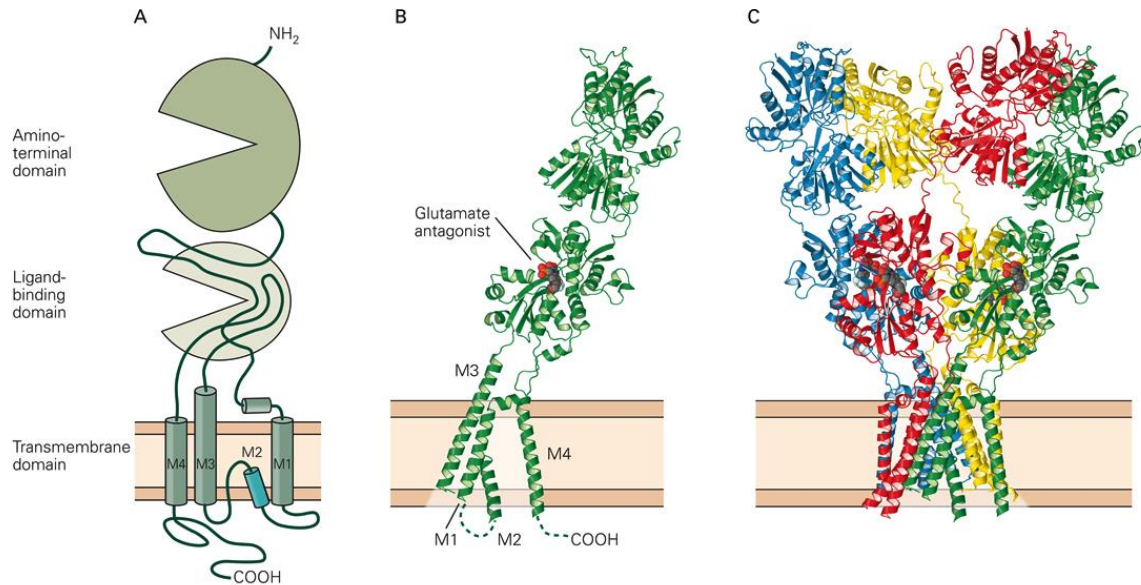 A
NH2
Amino-
terminal
domain
Ligand-
binding
domain
Transmembrane
domain
M4
M3
M2
M1
COOH
B
Glutamate
antagonist
M3
M4
M1
M2
COOH
C